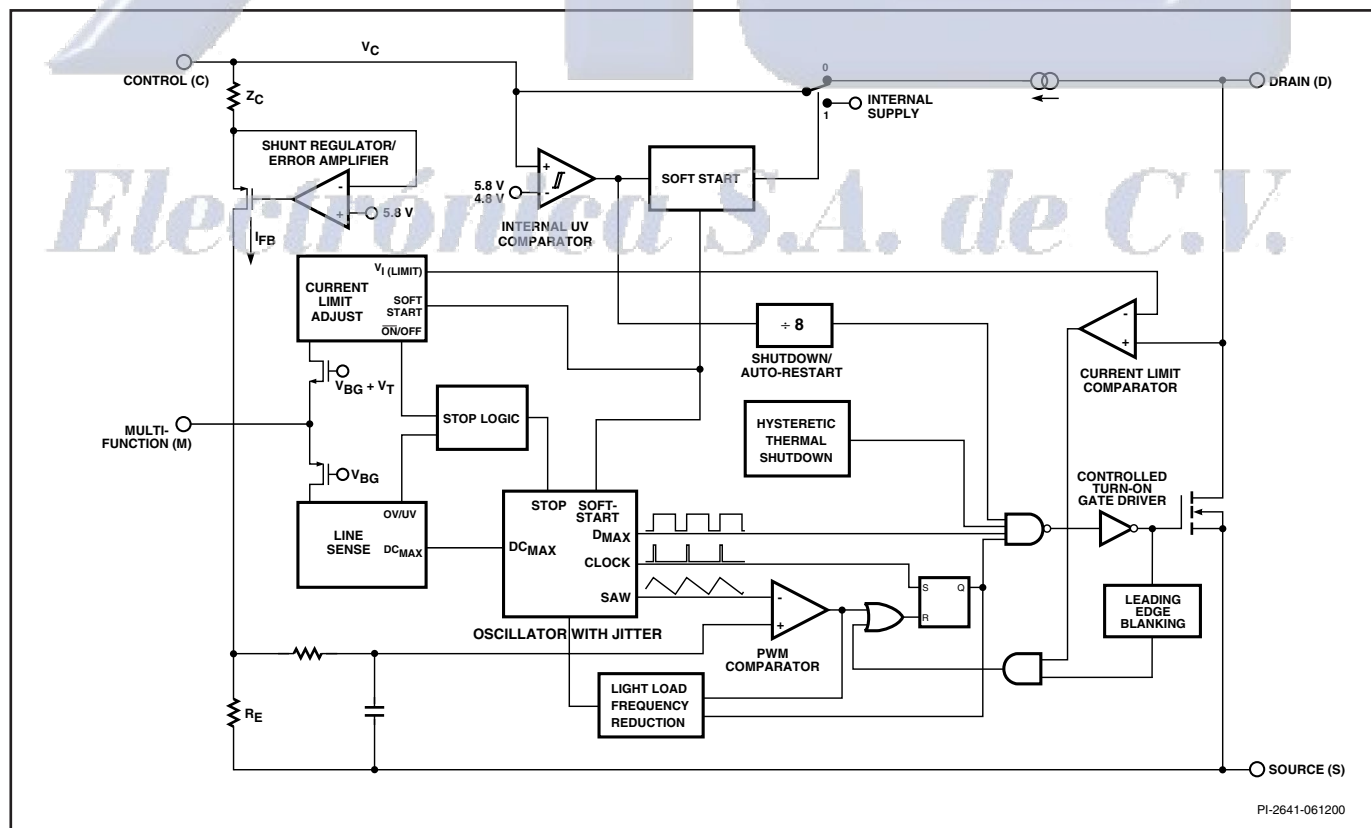 V_C
CONTROL (C)
Z_C
0
1
INTERNAL
SUPPLY
DRAIN (D)
SHUNT REGULATOR/
ERROR AMPLIFIER
-
+
5.8 V
I_FB
+
-
5.8 V
4.8 V
INTERNAL UV
COMPARATOR
SOFT START
Electrónica S.A. de C.V.
CURRENT
LIMIT
ADJUST
V_I (LIMIT)
SOFT
START
O̅N̅/OFF
÷ 8
SHUTDOWN/
AUTO-RESTART
-
+
CURRENT LIMIT
COMPARATOR
V_BG + V_T
MULTI-
FUNCTION (M)
STOP LOGIC
HYSTERETIC
THERMAL
SHUTDOWN
V_BG
CONTROLLED
TURN-ON
GATE DRIVER
OV/UV
LINE
SENSE
DC_MAX
STOP
SOFT-
START
DC_MAX
D_MAX
CLOCK
SAW
OSCILLATOR WITH JITTER
-
+
PWM
COMPARATOR
S
Q
R
LEADING
EDGE
BLANKING
LIGHT LOAD
FREQUENCY
REDUCTION
R_E
SOURCE (S)
PI-2641-061200